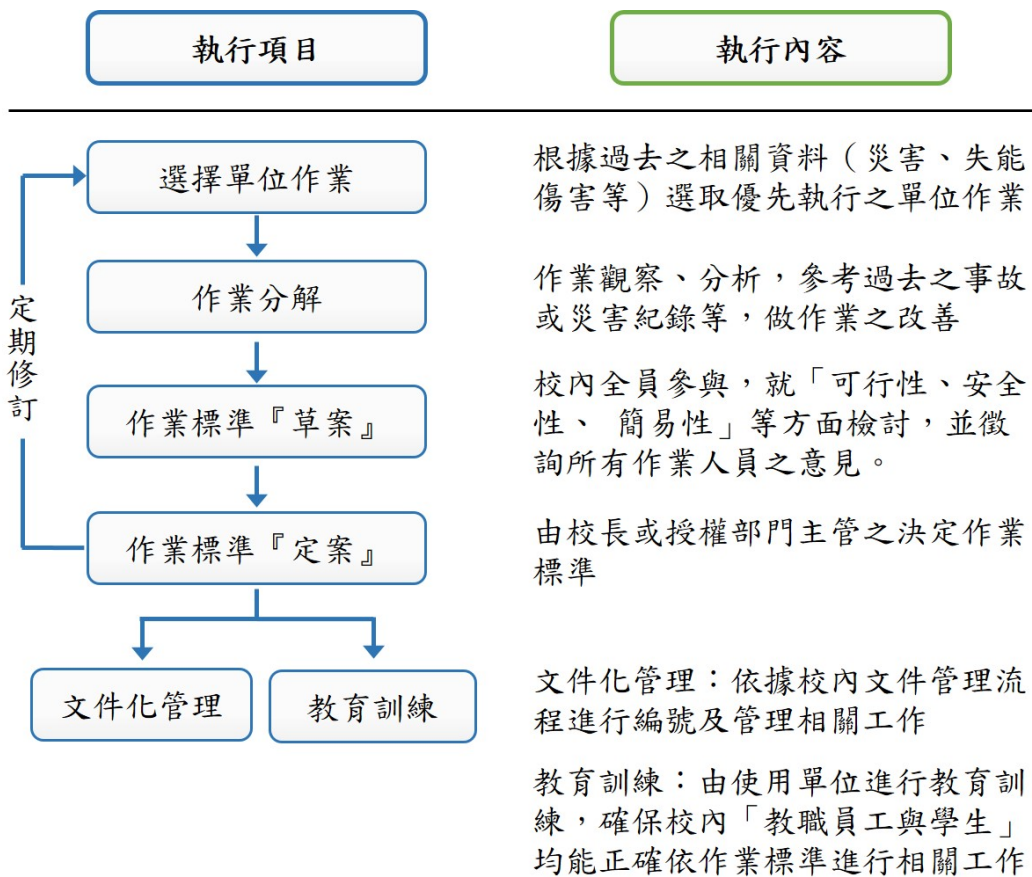 執行項目
執行內容
選擇單位作業
根據過去之相關資料（災害、失能
傷害等）選取優先執行之單位作業
作業分解
作業觀察、分析，參考過去之事故
或災害紀錄等，做作業之改善
定期修訂
作業標準『草案』
校內全員參與，就「可行性、安全
性、 簡易性」等方面檢討，並徵
詢所有作業人員之意見。
作業標準『定案』
由校長或授權部門主管之決定作業
標準
文件化管理
教育訓練
文件化管理：依據校內文件管理流
程進行編號及管理相關工作
教育訓練：由使用單位進行教育訓
練，確保校內「教職員工與學生」
均能正確依作業標準進行相關工作